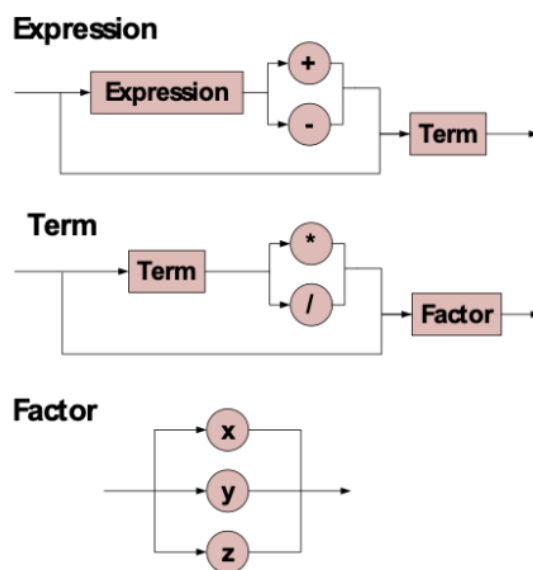 Expression
+
Expression
-
Term
Term
*
Term
/
Factor
Factor
x
y
z